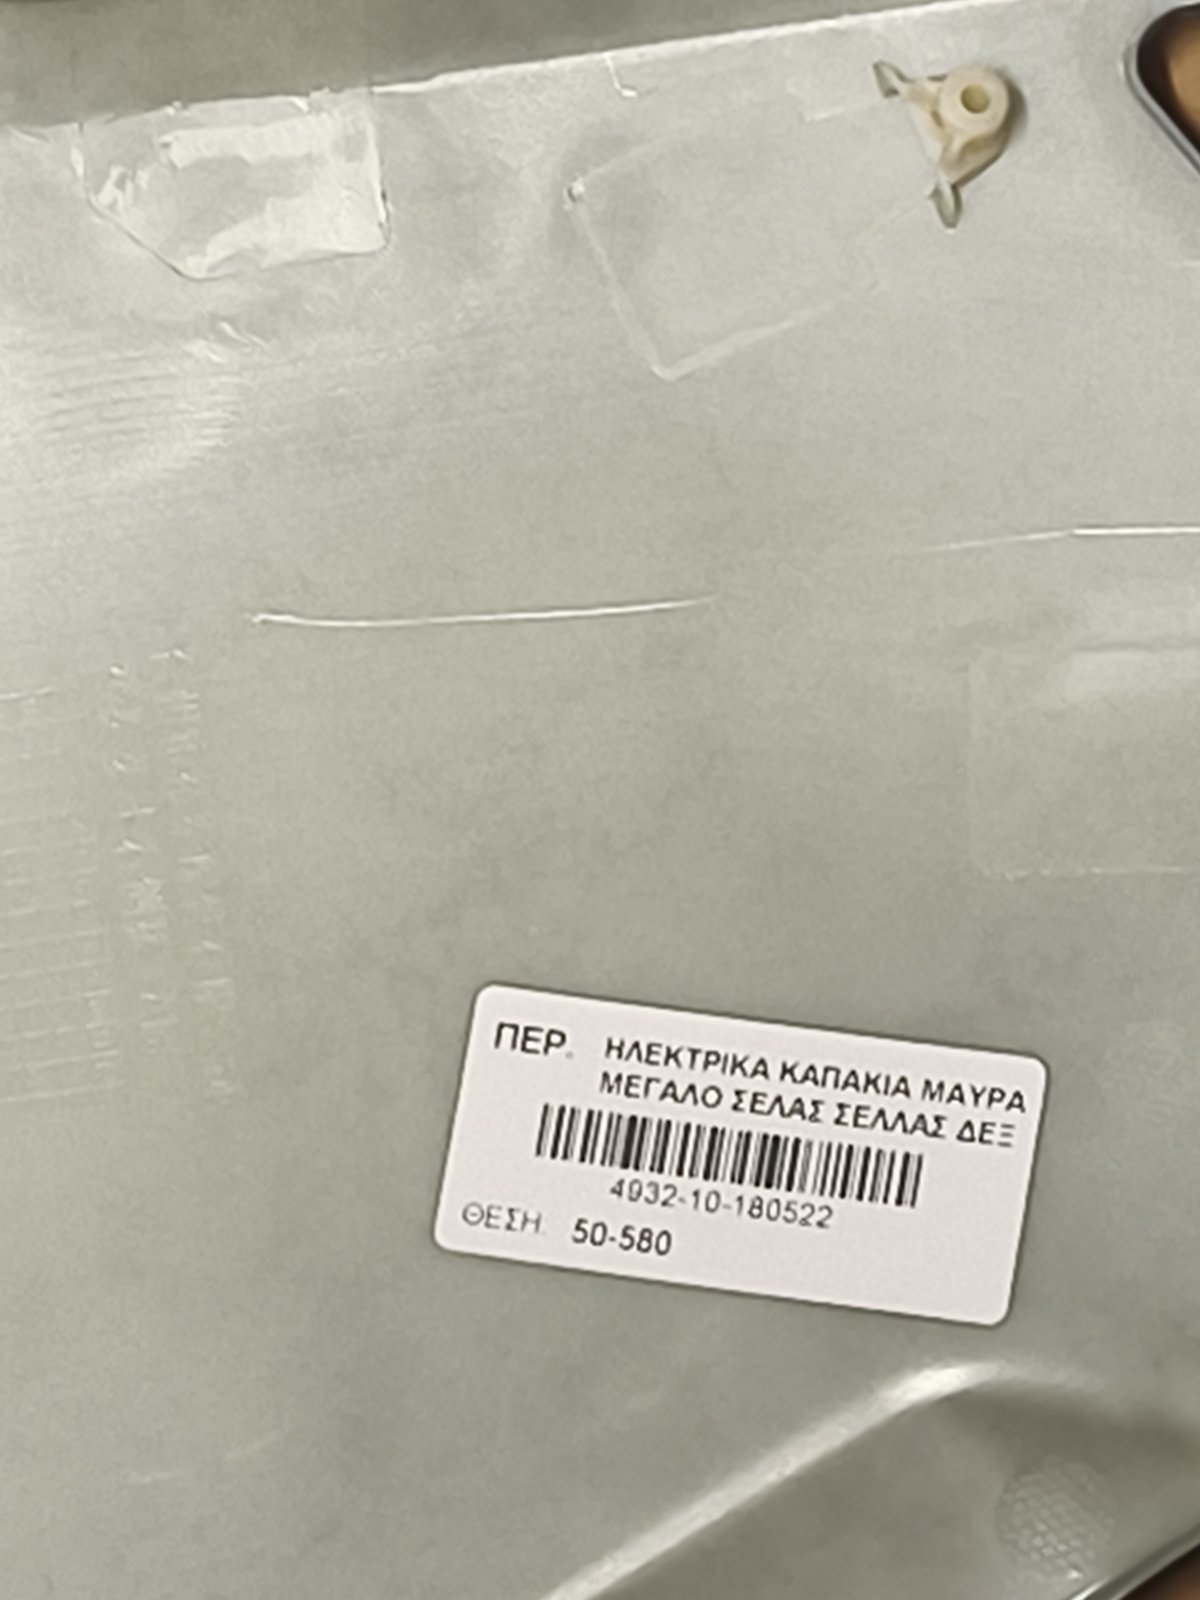 ΠΕΡ. ΗΛΕΚΤΡΙΚΑ ΚΑΠΑΚΙΑ ΜΑΥΡΑ
ΜΕΓΑΛΟ ΣΕΛΑΣ ΣΕΛΛΑΣ ΔΕΞ
4932-10-180522
ΘΕΣΗ. 50-580